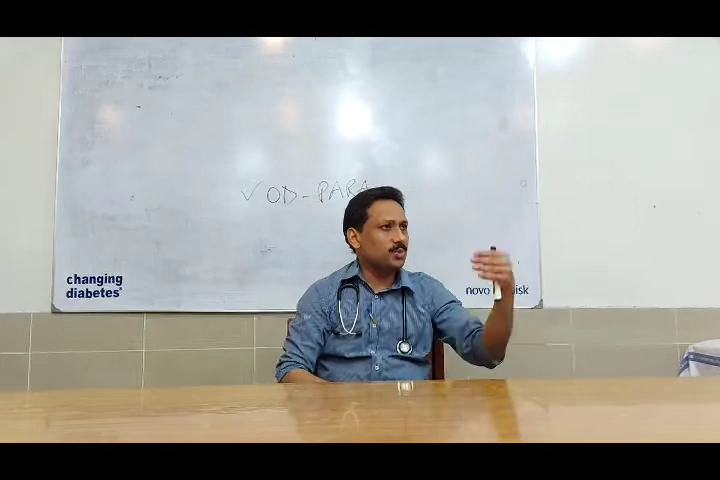 ✓ OD - PARA
changing
diabetes®
novo isk